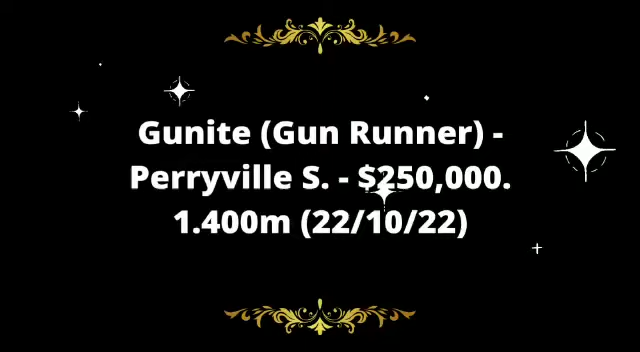 Gunite (Gun Runner) -
Perryville S. - $250,000.
1.400m (22/10/22)